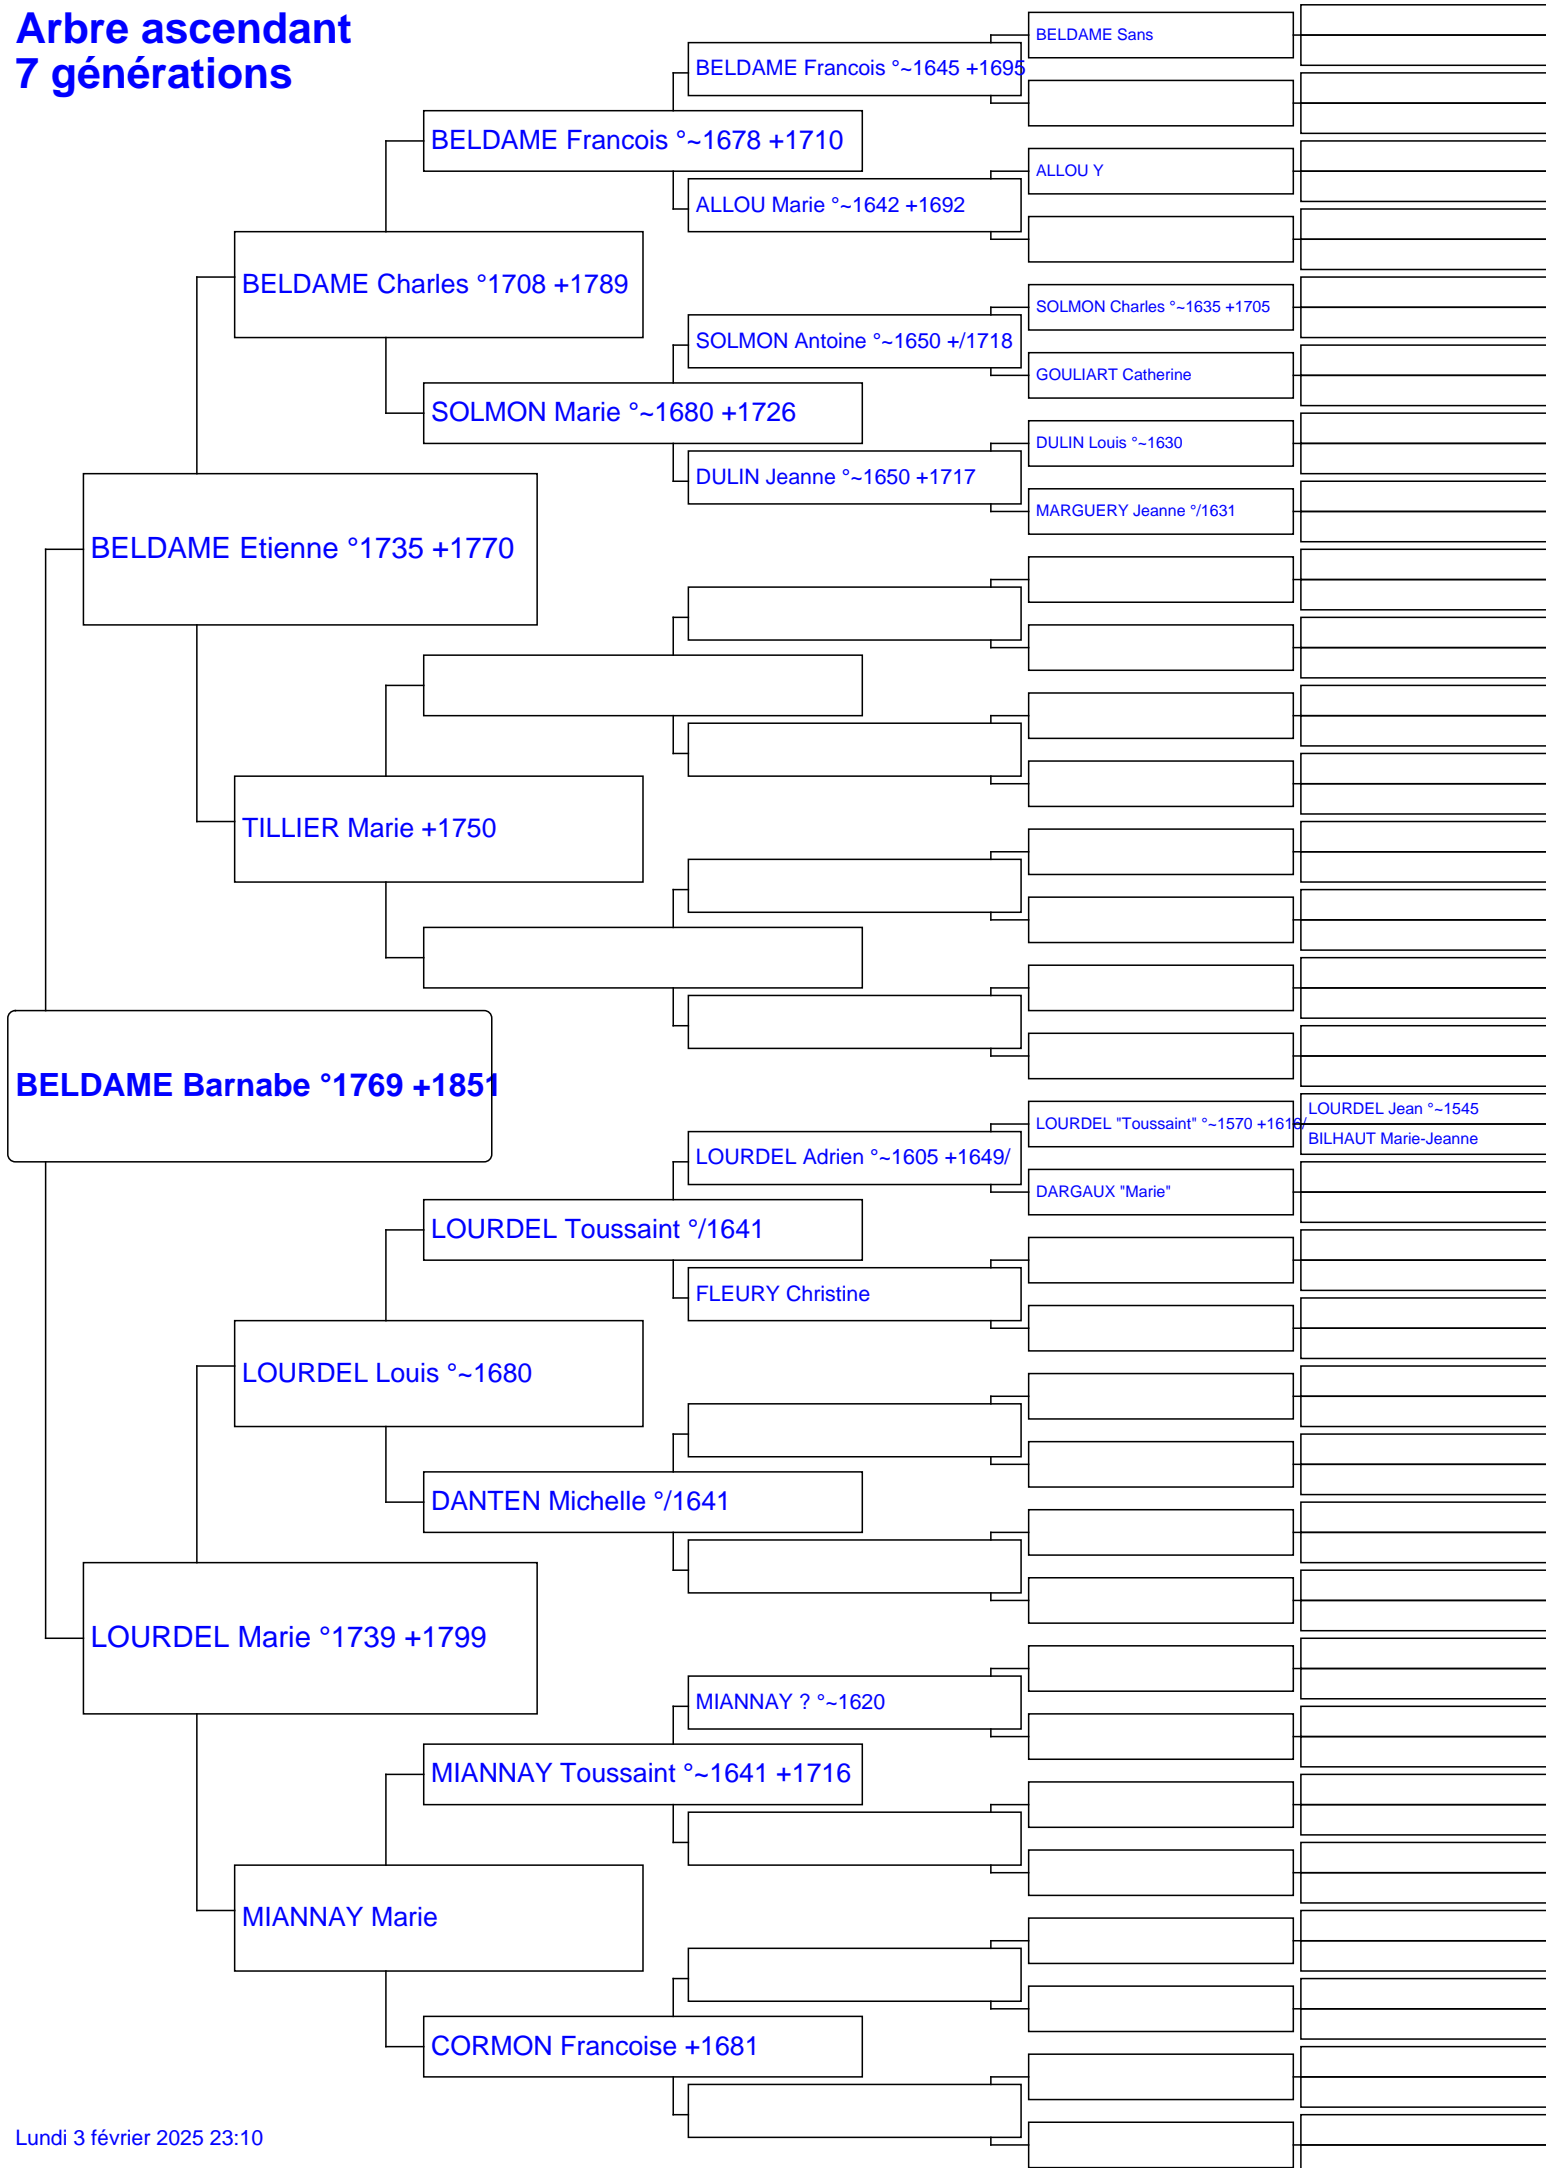 Arbre ascendant
7 générations
BELDAME Sans
BELDAME Francois °~1645 +1695
BELDAME Francois °~1678 +1710
ALLOU Y
ALLOU Marie °~1642 +1692
BELDAME Charles °1708 +1789
SOLMON Charles °~1635 +1705
SOLMON Antoine °~1650 +/1718
GOULIART Catherine
SOLMON Marie °~1680 +1726
DULIN Louis °~1630
DULIN Jeanne °~1650 +1717
MARGUERY Jeanne °/1631
BELDAME Etienne °1735 +1770
TILLIER Marie +1750
BELDAME Barnabe °1769 +1851
LOURDEL Jean °~1545
LOURDEL "Toussaint" °~1570 +1616/
BILHAUT Marie-Jeanne
LOURDEL Adrien °~1605 +1649/
DARGAUX "Marie"
LOURDEL Toussaint °/1641
FLEURY Christine
LOURDEL Louis °~1680
DANTEN Michelle °/1641
LOURDEL Marie °1739 +1799
MIANNAY ? °~1620
MIANNAY Toussaint °~1641 +1716
MIANNAY Marie
CORMON Francoise +1681
Lundi 3 février 2025 23:10